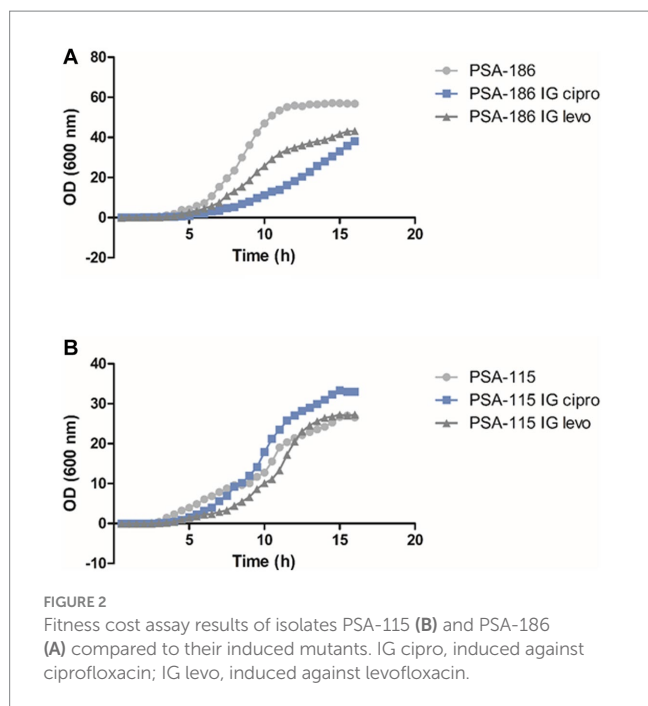 A
80
60
40
20
0
-20
OD (600 nm)
5
10
15
20
Time (h)
PSA-186
PSA-186 IG cipro
PSA-186 IG levo
B
40
30
20
10
0
-10
OD (600 nm)
5
10
15
20
Time (h)
PSA-115
PSA-115 IG cipro
PSA-115 IG levo
FIGURE 2
Fitness cost assay results of isolates PSA-115 (B) and PSA-186
(A) compared to their induced mutants. IG cipro, induced against
ciprofloxacin; IG levo, induced against levofloxacin.